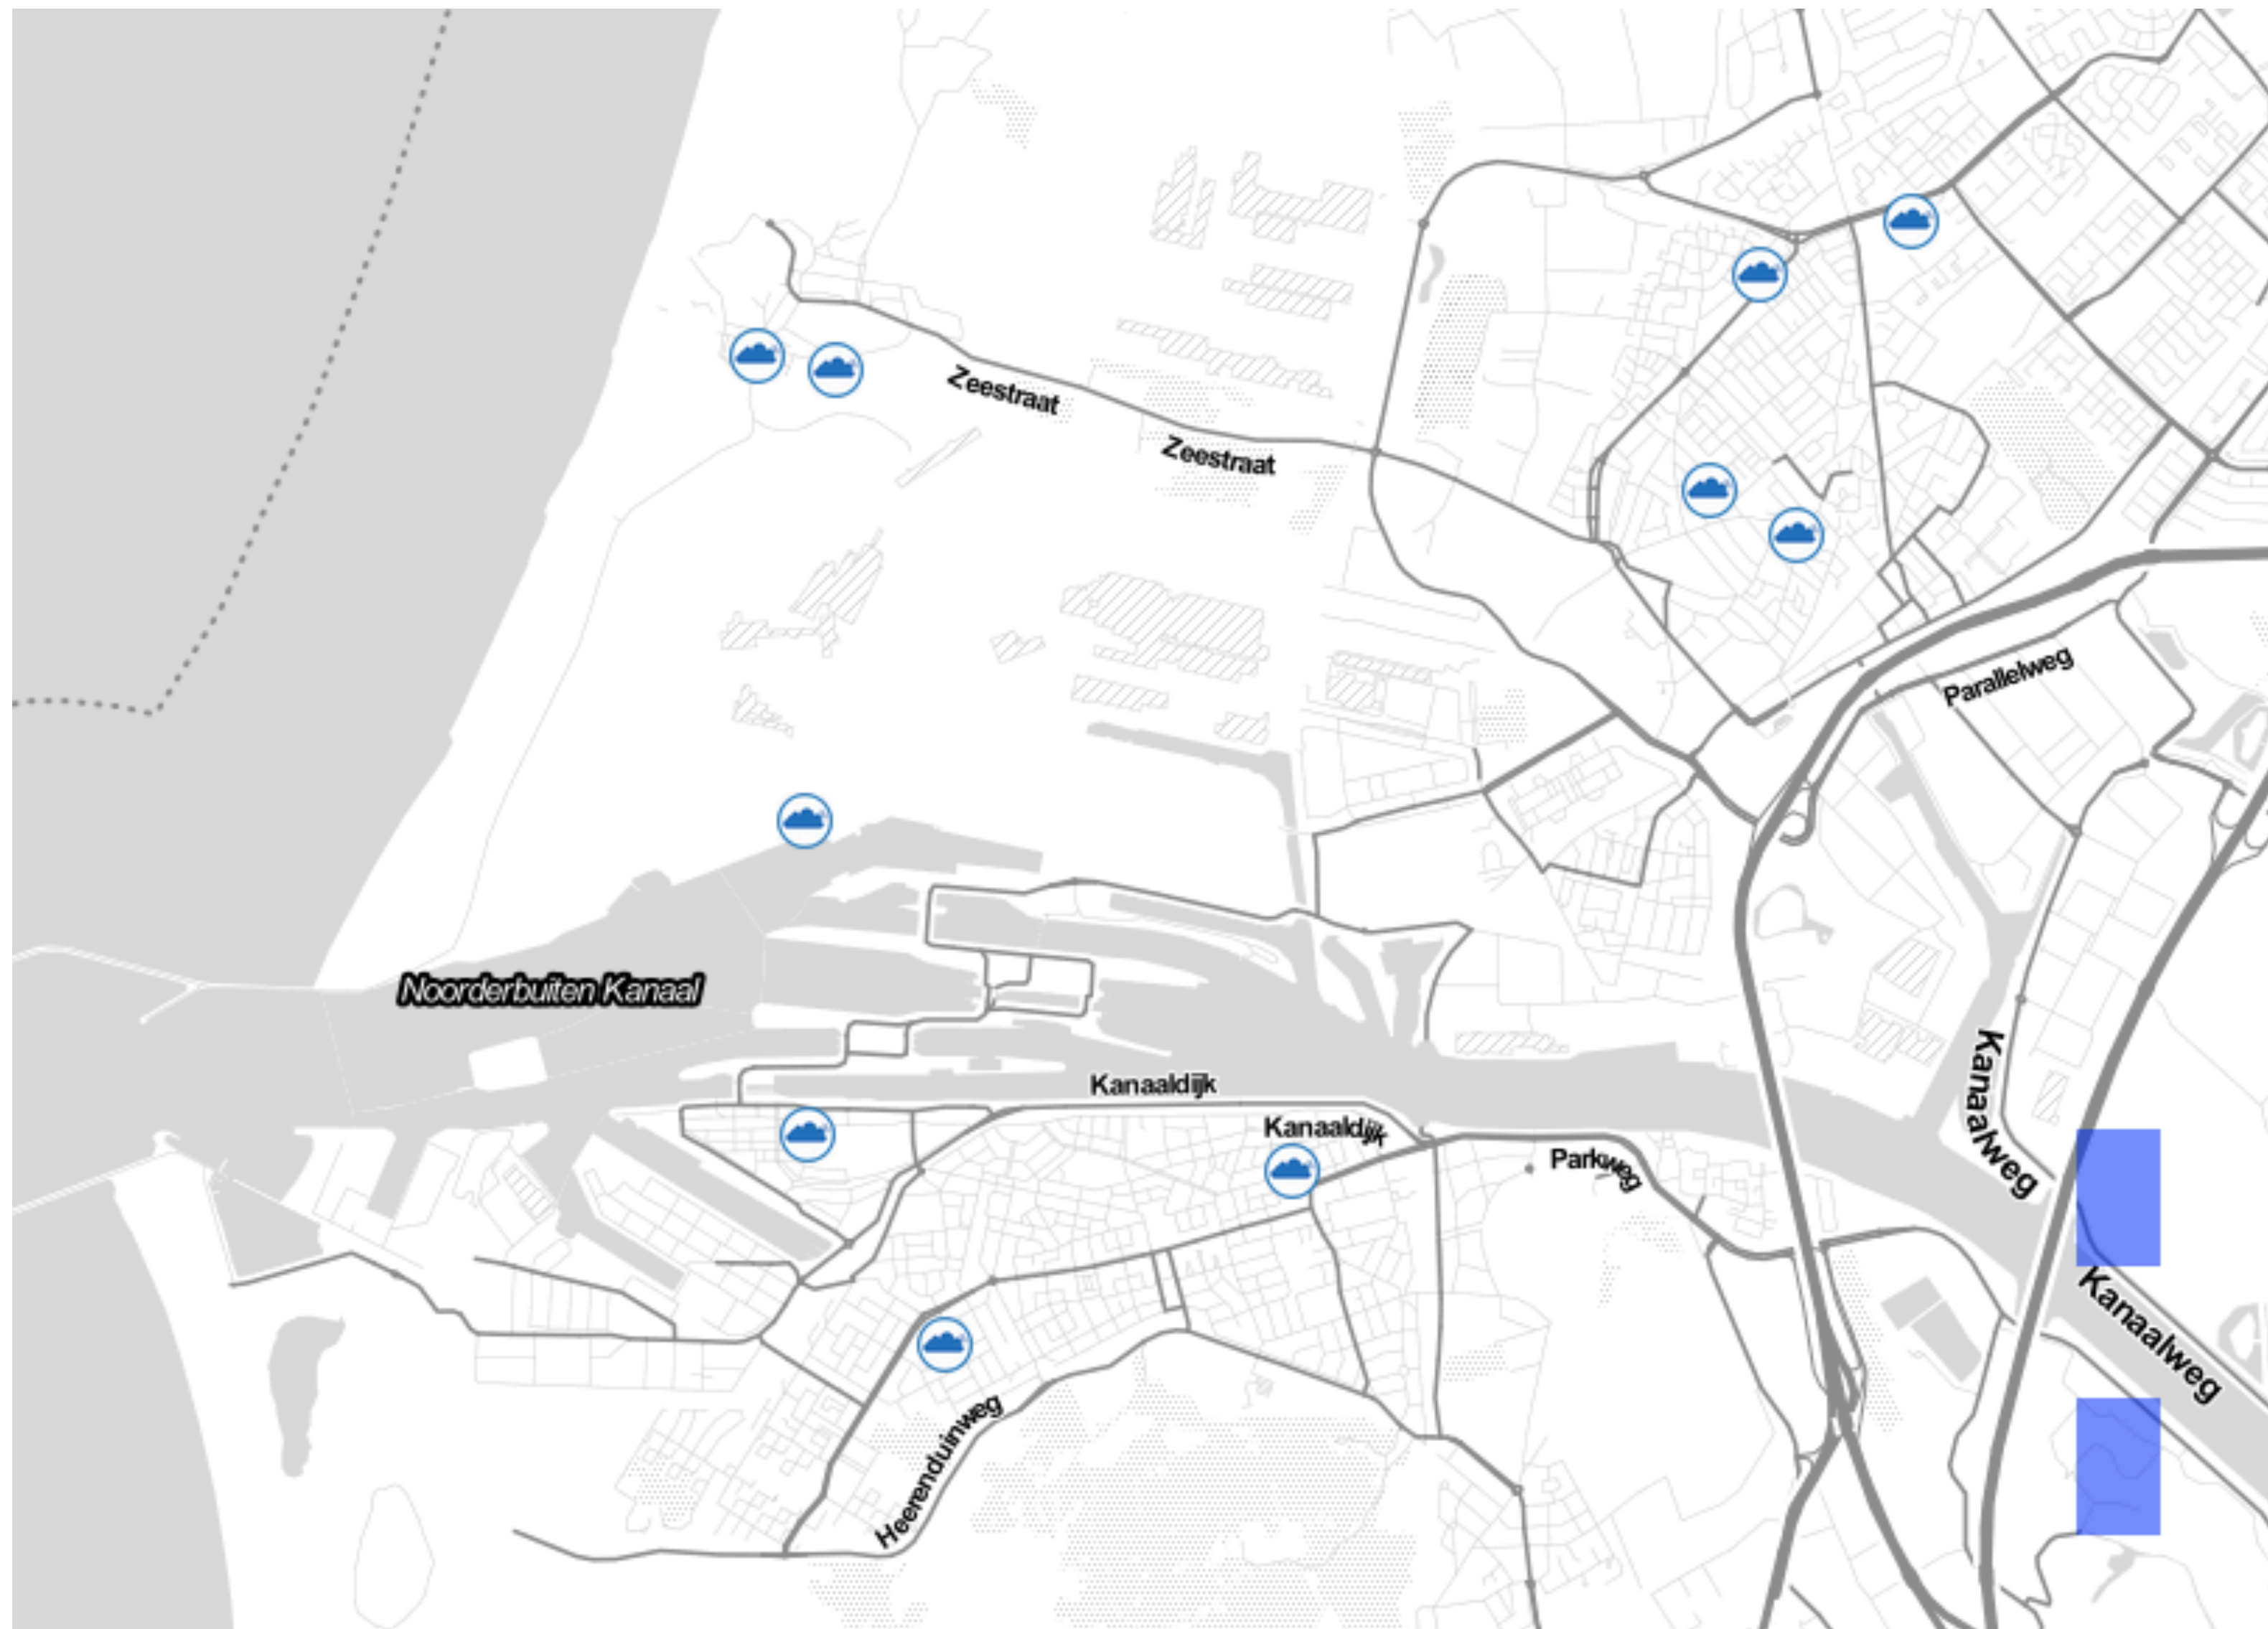 Zeestraat
Zeestraat
Parallelweg
Noorderbuiten Kanaal
Kanaaldijk
Kanaaldijk
Parkweg
Kanaalweg
Kanaalweg
Heerenduinweg